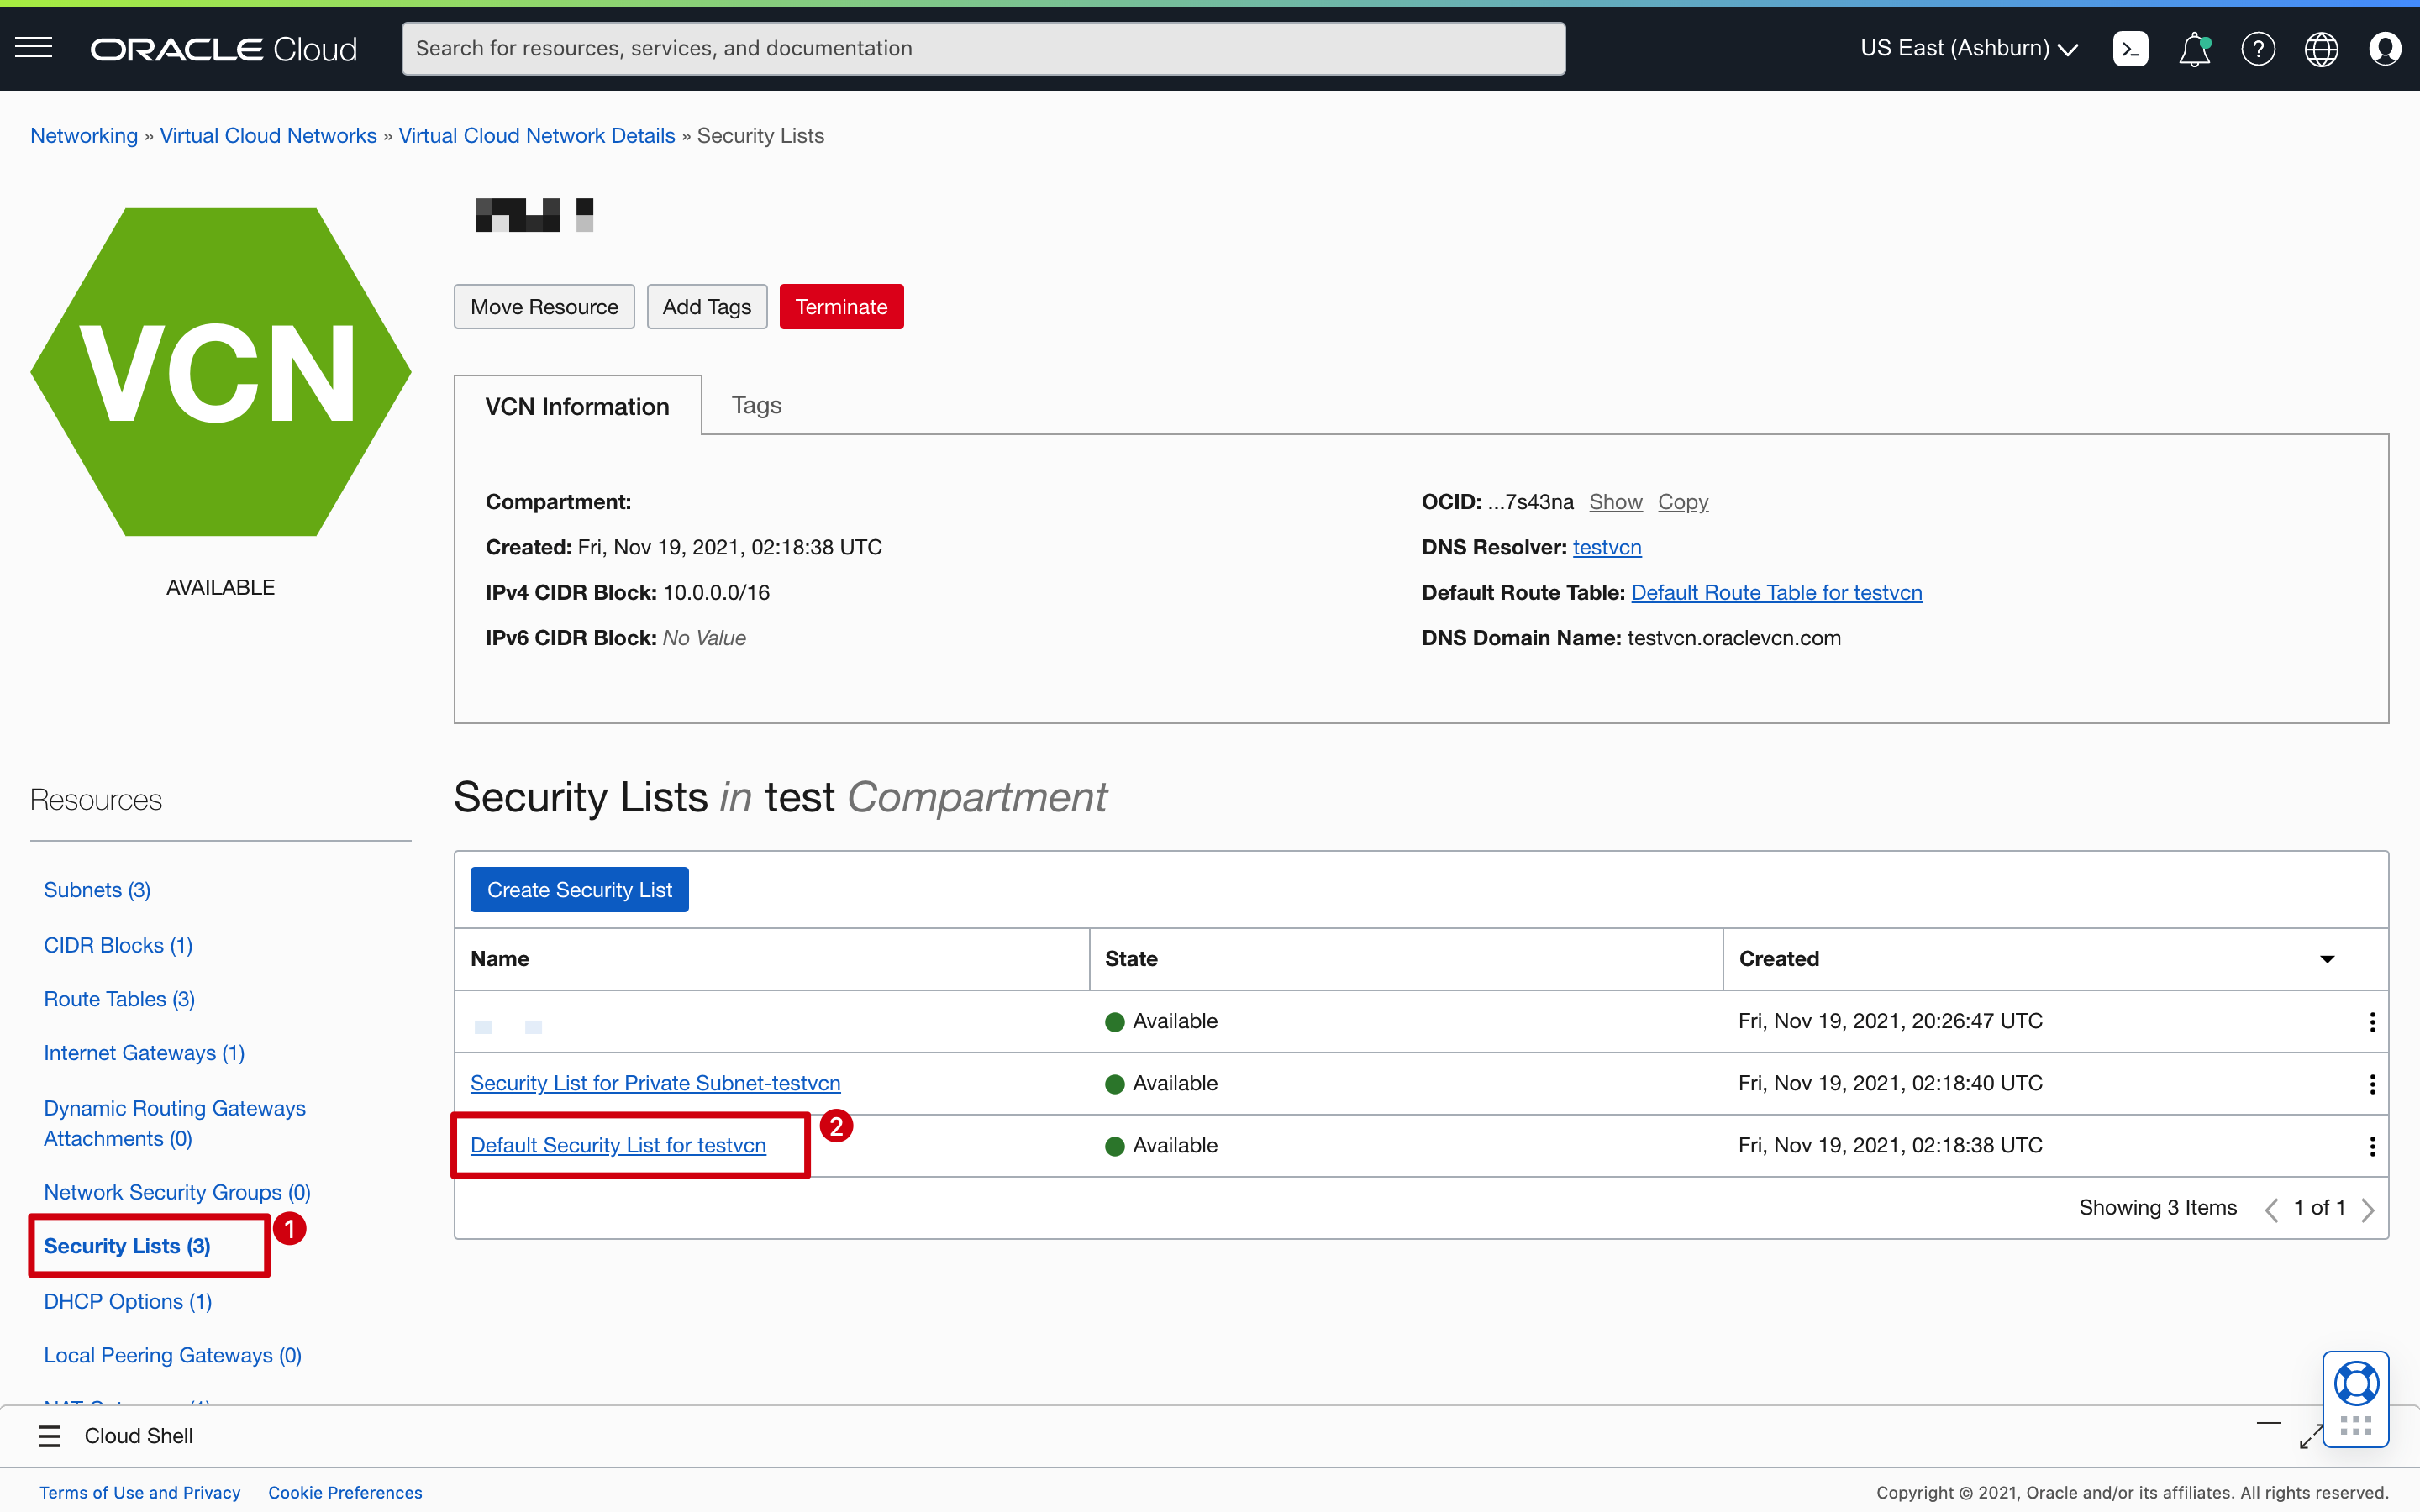 ORACLE Cloud
Search for resources, services, and documentation
US East (Ashburn)
Networking » Virtual Cloud Networks » Virtual Cloud Network Details » Security Lists
VCN
AVAILABLE
Move Resource
Add Tags
Terminate
VCN Information
Tags
Compartment:
Created: Fri, Nov 19, 2021, 02:18:38 UTC
IPv4 CIDR Block: 10.0.0.0/16
IPv6 CIDR Block: No Value
OCID: ...7s43na Show Copy
DNS Resolver: testvcn
Default Route Table: Default Route Table for testvcn
DNS Domain Name: testvcn.oraclevcn.com
Resources
Subnets (3)
CIDR Blocks (1)
Route Tables (3)
Internet Gateways (1)
Dynamic Routing Gateways
Attachments (0)
Network Security Groups (0)
Security Lists (3)
1
DHCP Options (1)
Local Peering Gateways (0)
Security Lists in test Compartment
Create Security List
Name State Created
Available Fri, Nov 19, 2021, 20:26:47 UTC
Security List for Private Subnet-testvcn Available Fri, Nov 19, 2021, 02:18:40 UTC
Default Security List for testvcn 2 Available Fri, Nov 19, 2021, 02:18:38 UTC
Showing 3 Items 1 of 1
Cloud Shell
Terms of Use and Privacy Cookie Preferences
Copyright © 2021, Oracle and/or its affiliates. All rights reserved.